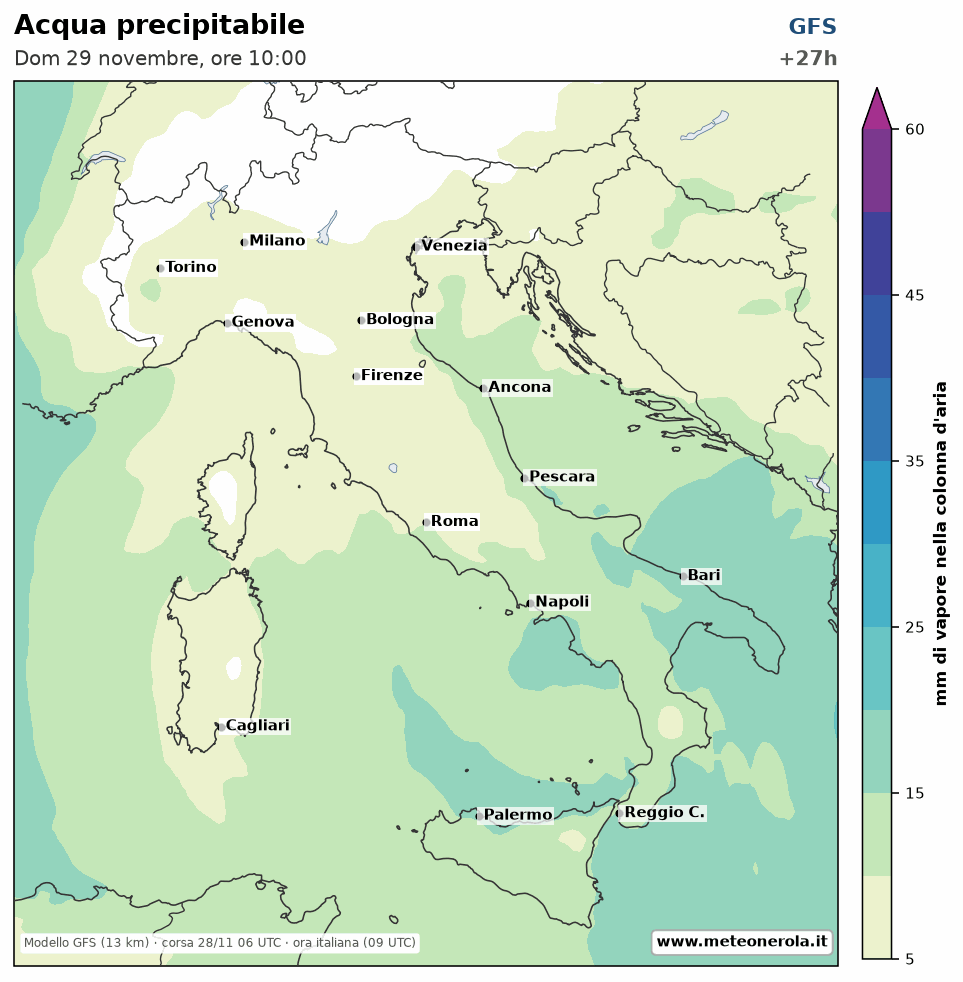 Acqua precipitabile
GFS
Dom 29 novembre, ore 10:00
+27h
Milano
Venezia
Torino
Genova
Bologna
Firenze
Ancona
Pescara
Roma
Bari
Napoli
Cagliari
Palermo
Reggio C.
60
45
35
25
15
5
mm di vapore nella colonna d'aria
Modello GFS (13 km) · corsa 28/11 06 UTC · ora italiana (09 UTC)
www.meteonerola.it